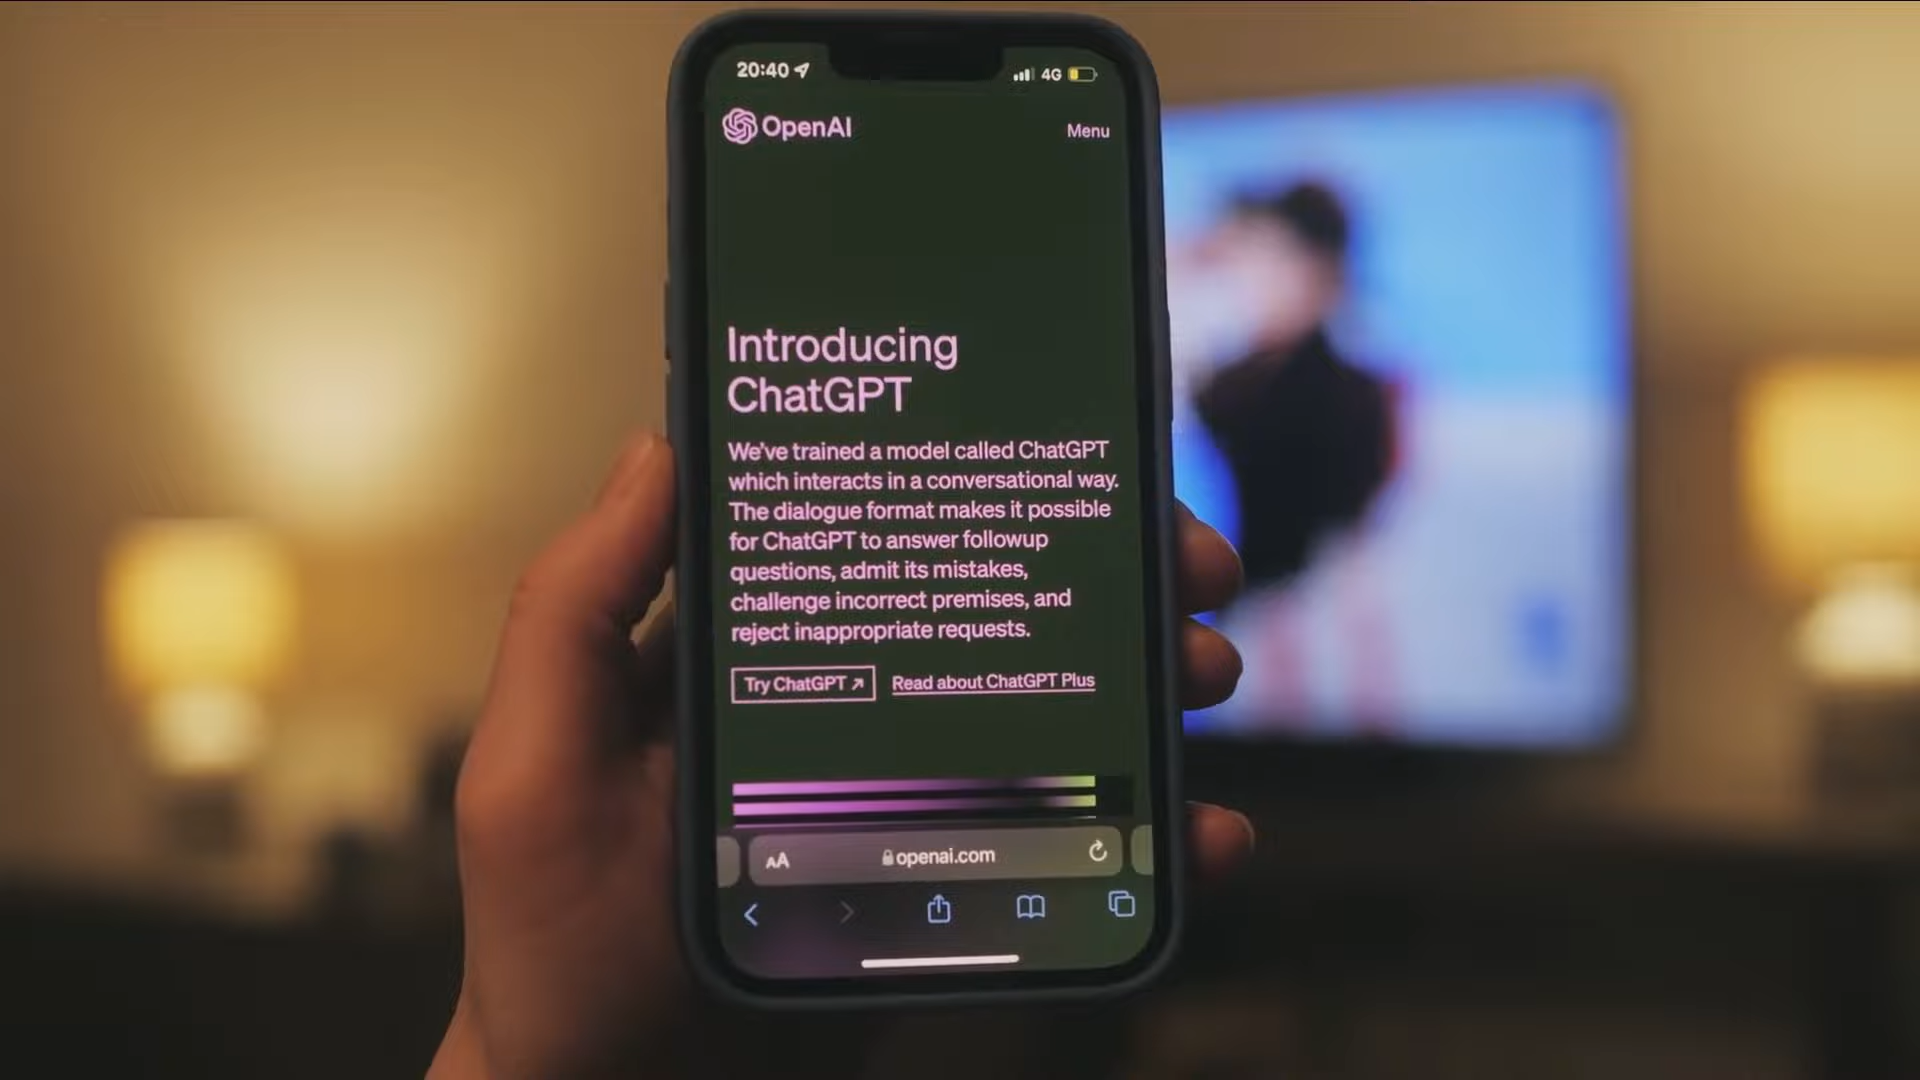 20:40
4G
OpenAI
Menu
Introducing
ChatGPT
We've trained a model called ChatGPT
which interacts in a conversational way.
The dialogue format makes it possible
for ChatGPT to answer followup
questions, admit its mistakes,
challenge incorrect premises, and
reject inappropriate requests.
Try ChatGPT ↗
Read about ChatGPT Plus
AA
openai.com